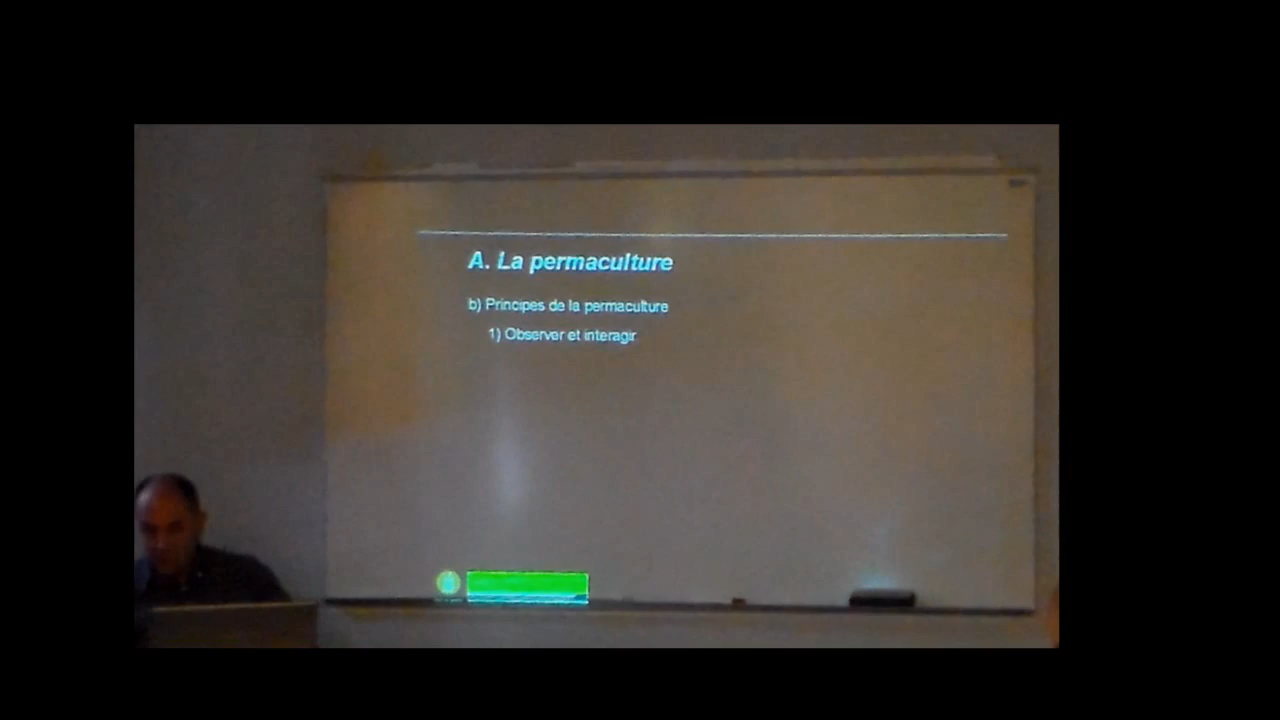 A. La permaculture
b) Principes de la permaculture
1) Observer et interagir